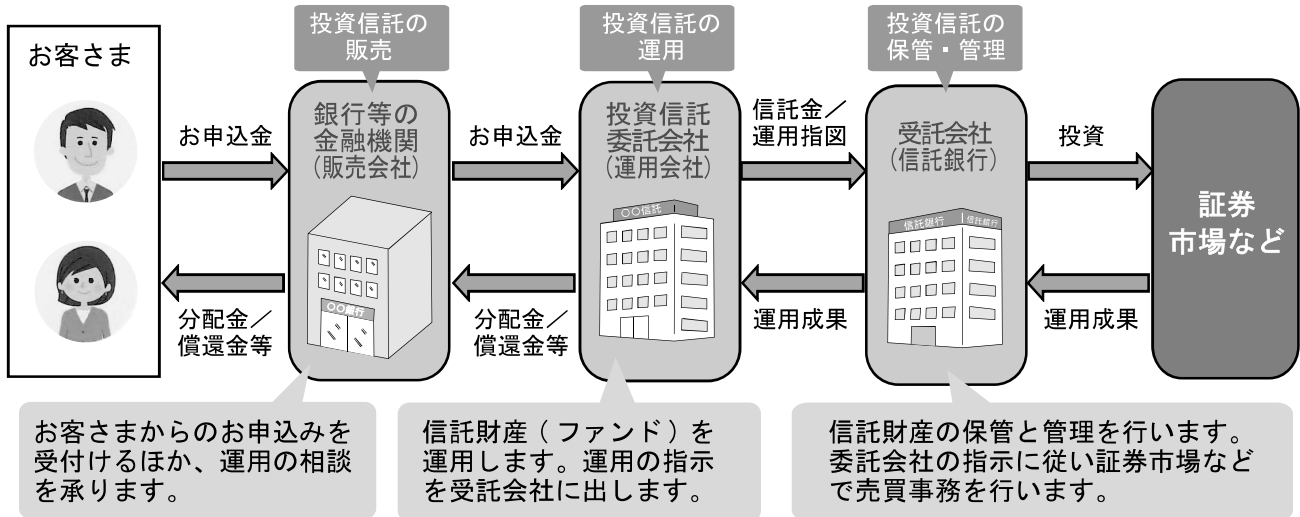 お客さま
投資信託の
販売
投資信託の
運用
投資信託の
保管・管理
銀行等の
金融機関
(販売会社)
投資信託
委託会社
(運用会社)
受託会社
(信託銀行)
証券
市場など
お申込金
お申込金
信託金／
運用指図
投資
分配金／
償還金等
分配金／
償還金等
運用成果
運用成果
〇〇銀行
〇〇信託
信託銀行
信託銀行
お客さまからのお申込みを
受付けるほか、運用の相談
を承ります。
信託財産(ファンド)を
運用します。運用の指示
を受託会社に出します。
信託財産の保管と管理を行います。
委託会社の指示に従い証券市場など
で売買事務を行います。